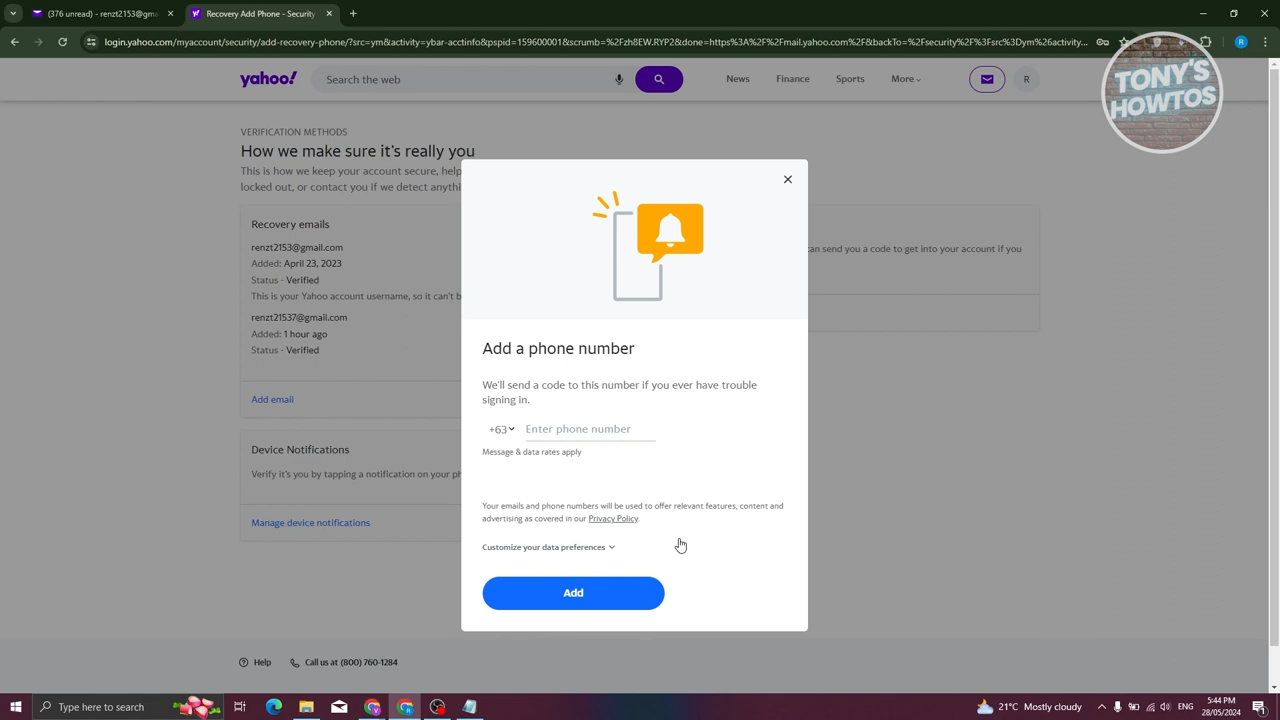 (376 unread) - renzt2153@gma
Recovery Phone - Security
login.yahoo.com/myaccount/security/add-recovery-phone/?src=ym&activity=ybar-actitin&pspid=159600001&scrumb=%2Fzh8EW.RYP2&done=https%3A%2F%2Fmail.yahoo.com%2F&backTo=%2Fsecurity%2F%3Fsrc%3Dym%26activity...
yahoo!
Search the web
News
Finance
Sports
More
R
TONY'S
HOWTOS
VERIFICATION METHODS
How we make sure it's really you
This is how we keep your account secure, help
locked out, or contact you if we detect anythi
Recovery emails
renzt2153@gmail.com
Added: April 23, 2023
Status - Verified
This is your Yahoo account username, so it can't b
renzt21537@gmail.com
Added: 1 hour ago
Status - Verified
Add email
Device Notifications
Verify it's you by tapping a notification on your ph
Manage device notifications
an send you a code to get into your account if you
Add a phone number
We'll send a code to this number if you ever have trouble
signing in.
+63
Enter phone number
Message & data rates apply
Your emails and phone numbers will be used to offer relevant features, content and
advertising as covered in our Privacy Policy.
Customize your data preferences
Add
Help
Call us at (800) 760-1284
Type here to search
21°C Mostly cloudy
5:44 PM
28/05/2024